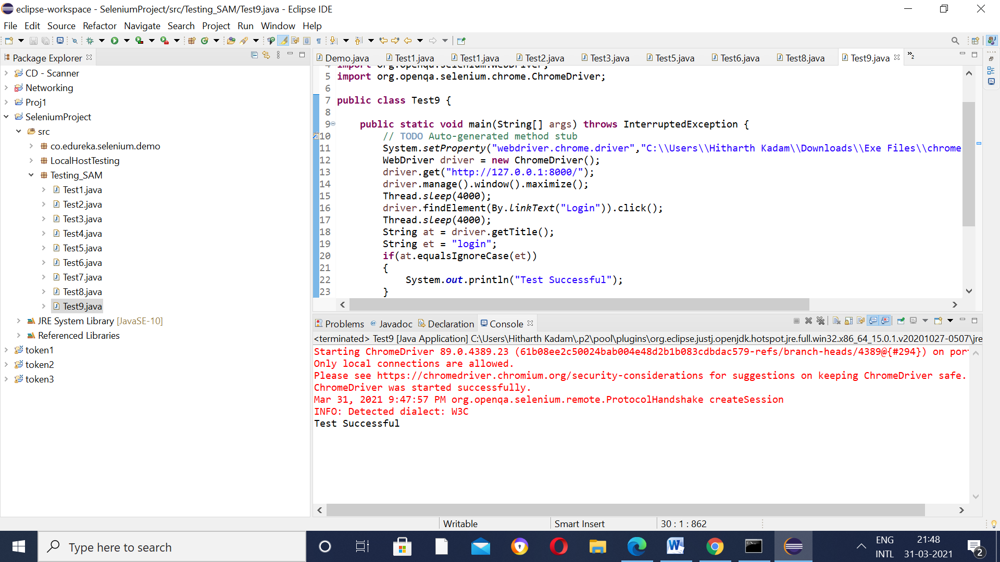 eclipse-workspace - SeleniumProject/src/Testing_SAM/Test9.java - Eclipse IDE
File Edit Source Refactor Navigate Search Project Run Window Help
Package Explorer
CD - Scanner
Networking
Proj1
SeleniumProject
src
co.edureka.selenium.demo
LocalHostTesting
Testing_SAM
Test1.java
Test2.java
Test3.java
Test4.java
Test5.java
Test6.java
Test7.java
Test8.java
Test9.java
JRE System Library [JavaSE-10]
Referenced Libraries
token1
token2
token3
Demo.java Test1.java Test1.java Test2.java Test3.java Test5.java Test6.java Test8.java Test9.java »2
4 import org.openqa.selenium.WebDriver;
5 import org.openqa.selenium.chrome.ChromeDriver;
6
7 public class Test9 {
8
9 public static void main(String[] args) throws InterruptedException {
10 // TODO Auto-generated method stub
11 System.setProperty("webdriver.chrome.driver","C:\\Users\\Hitharth Kadam\\Downloads\\Exe Files\\chrome
12 WebDriver driver = new ChromeDriver();
13 driver.get("http://127.0.0.1:8000/");
14 driver.manage().window().maximize();
15 Thread.sleep(4000);
16 driver.findElement(By.linkText("Login")).click();
17 Thread.sleep(4000);
18 String at = driver.getTitle();
19 String et = "login";
20 if(at.equalsIgnoreCase(et))
21 {
22 System.out.println("Test Successful");
23 }
Problems @ Javadoc Declaration Console
<terminated> Test9 [Java Application] C:\Users\Hitharth Kadam\.p2\pool\plugins\org.eclipse.justj.openjdk.hotspot.jre.full.win32.x86_64_15.0.1.v20201027-0507\jre
Starting ChromeDriver 89.0.4389.23 (61b08ee2c50024bab004e48d2b1b083cdbdac579-refs/branch-heads/4389@{#294}) on por
Only local connections are allowed.
Please see https://chromedriver.chromium.org/security-considerations for suggestions on keeping ChromeDriver safe.
ChromeDriver was started successfully.
Mar 31, 2021 9:47:57 PM org.openqa.selenium.remote.ProtocolHandshake createSession
INFO: Detected dialect: W3C
Test Successful
Writable Smart Insert 30 : 1 : 862
Type here to search
ENG 21:48
INTL 31-03-2021 2